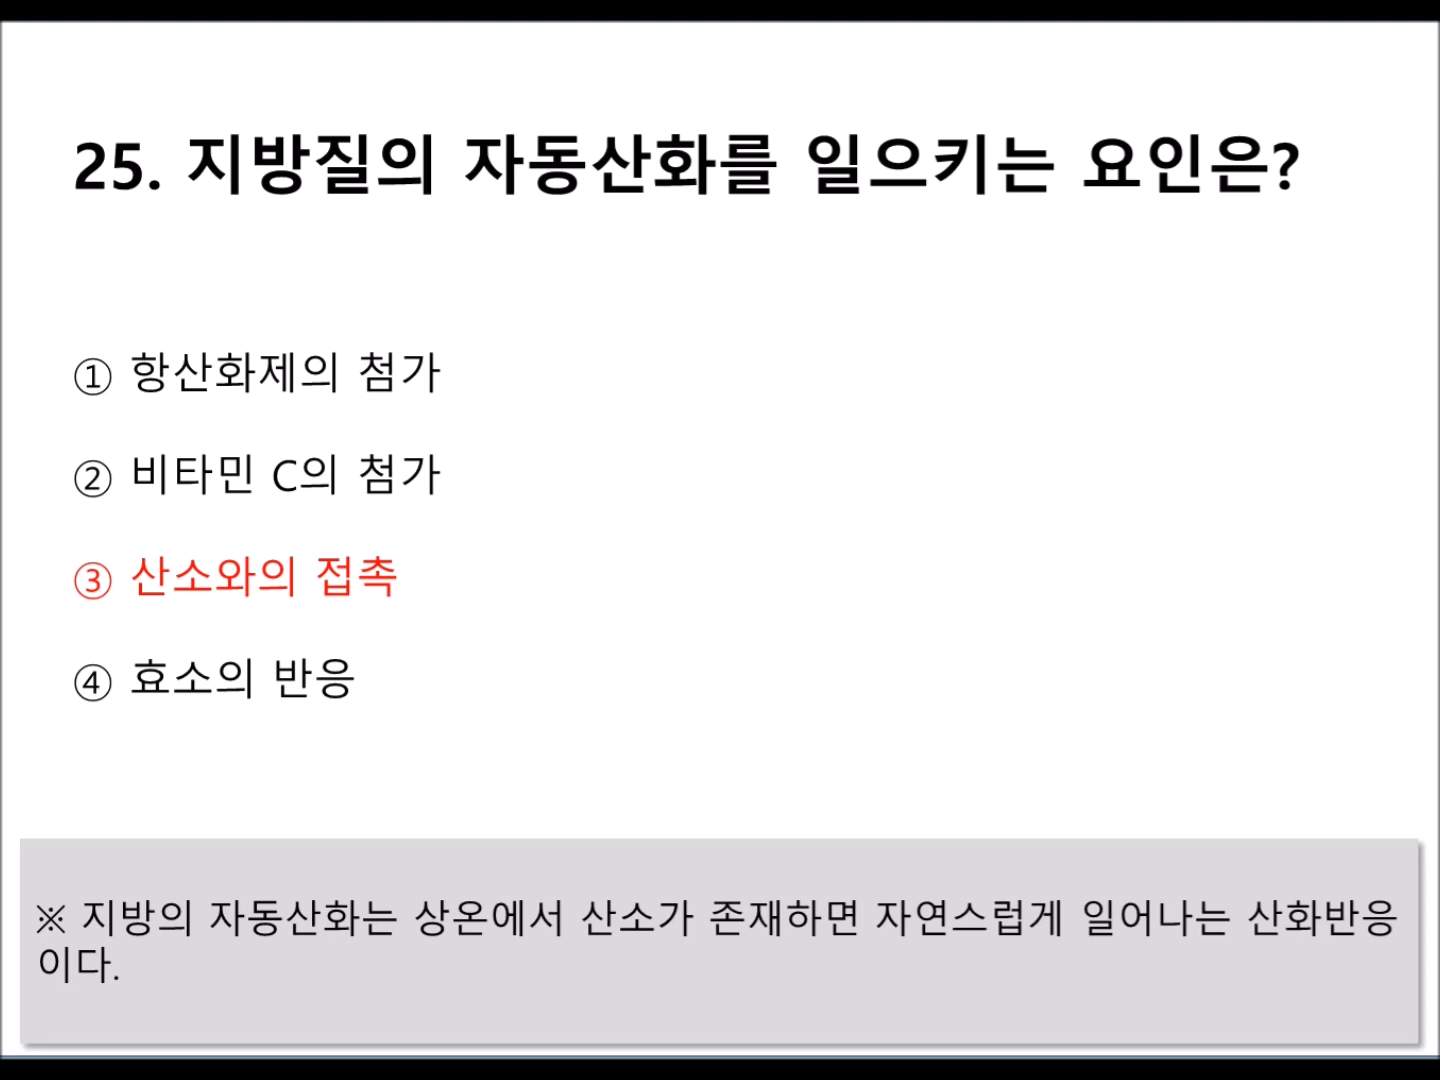 25. 지방질의 자동산화를 일으키는 요인은?
① 항산화제의 첨가
② 비타민 C의 첨가
③ 산소와의 접촉
④ 효소의 반응
※ 지방의 자동산화는 상온에서 산소가 존재하면 자연스럽게 일어나는 산화반응
이다.